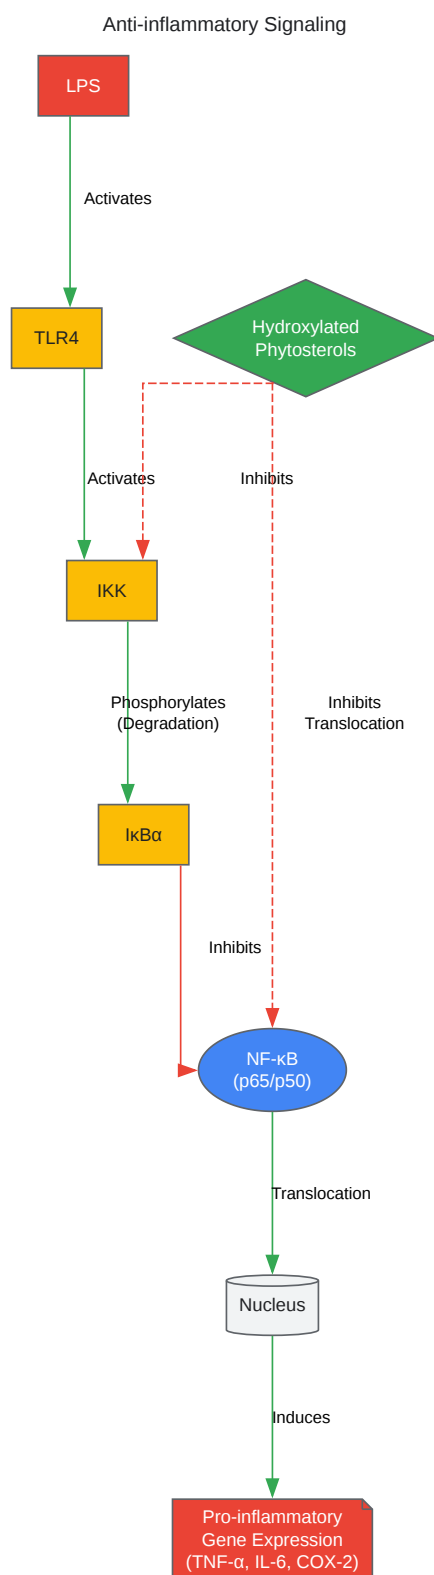 Anti-inflammatory Signaling
LPS
Activates
TLR4
Hydroxylated
Phytosterols
Activates
Inhibits
IKK
Phosphorylates
(Degradation)
Inhibits
Translocation
IκBα
Inhibits
NF-κB
(p65/p50)
Translocation
Nucleus
Induces
Pro-inflammatory
Gene Expression
(TNF-α, IL-6, COX-2)